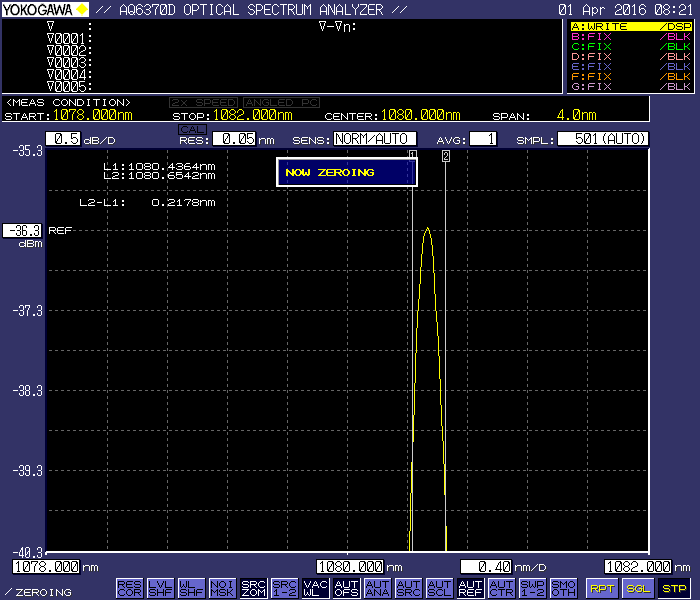 YOKOGAWA // AQ6370D OPTICAL SPECTRUM ANALYZER // 01 Apr 2016 08:21
∇ : ∇-∇n:
∇0001:
∇0002:
∇0003:
∇0004:
∇0005:
A:WRITE /DSP
B:FIX /BLK
C:FIX /BLK
D:FIX /BLK
E:FIX /BLK
F:FIX /BLK
G:FIX /BLK
<MEAS CONDITION> 2X SPEED ANGLED PC
START:1078.000nm STOP:1082.000nm CENTER:1080.000nm SPAN: 4.0nm
CAL
0.5 dB/D RES: 0.05 nm SENS: NORM/AUTO AVG: 1 SMPL: 501(AUTO)
-35.3
1 2
L1:1080.4364nm
L2:1080.6542nm
NOW ZEROING
L2-L1: 0.2178nm
-36.3 REF
dBm
-37.3
-38.3
-39.3
-40.3
1078.000 nm 1080.000 nm 0.40 nm/D 1082.000 nm
/ZEROING
RES COR
LVL SHF
WL SHF
NOI MSK
SRC ZOM
SRC 1-2
VAC WL
AUT OFS
AUT ANA
AUT SRC
AUT SCL
AUT REF
AUT CTR
SWP 1-2
SMO OTH
RPT
SGL
STP